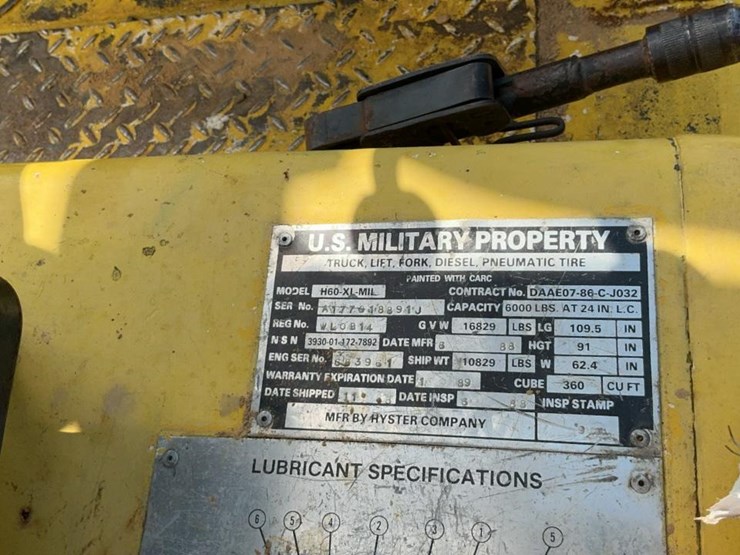 U.S. MILITARY PROPERTY
TRUCK, LIFT, FORK, DIESEL, PNEUMATIC TIRE
PAINTED WITH CARC
MODEL H60-XL-MIL CONTRACT No. DAAE07-86-C-J032
SER No. CAPACITY 6000 LBS. AT 24 IN. L.C.
REG No. GVW 16829 LBS LG 109.5 IN
NSN 3930-01-172-7892 DATE MFR 88 HGT 91 IN
ENG SER No. SHIP WT 10829 LBS W 62.4 IN
WARRANTY EXPIRATION DATE 89 CUBE 360 CU FT
DATE SHIPPED DATE INSP INSP STAMP
MFR BY HYSTER COMPANY
LUBRICANT SPECIFICATIONS
6 5 4 2 3 1 5